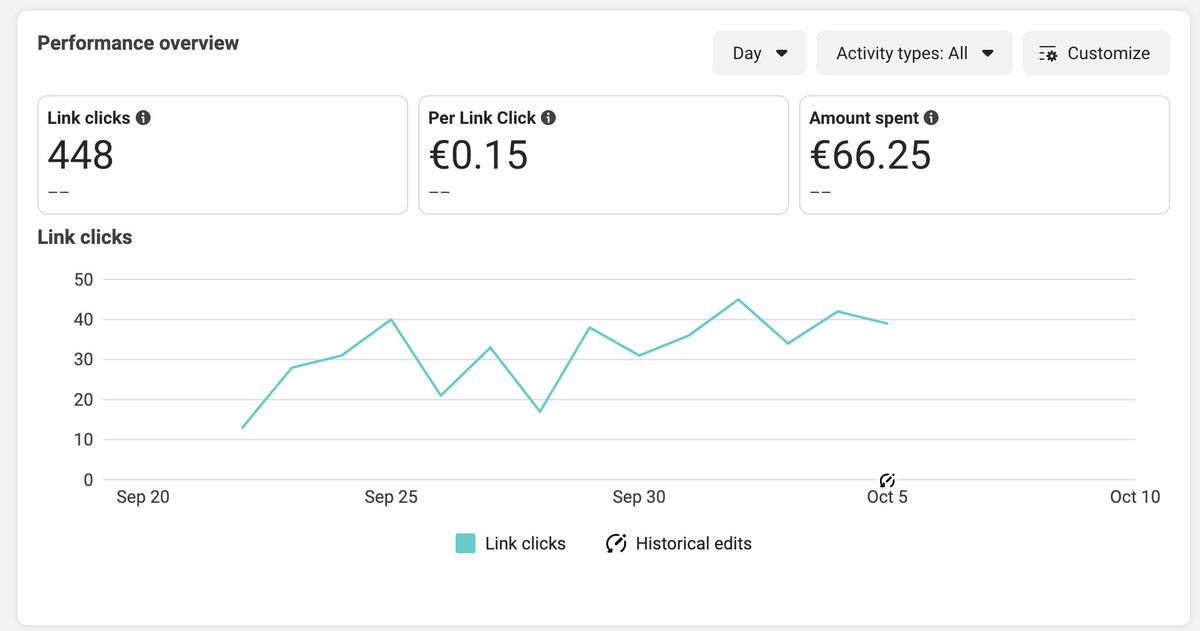 Performance overview
Day
Activity types: All
Customize
Link clicks
448
--
Per Link Click
€0.15
--
Amount spent
€66.25
--
Link clicks
50
40
30
20
10
0
Sep 20 Sep 25 Sep 30 Oct 5 Oct 10
Link clicks Historical edits